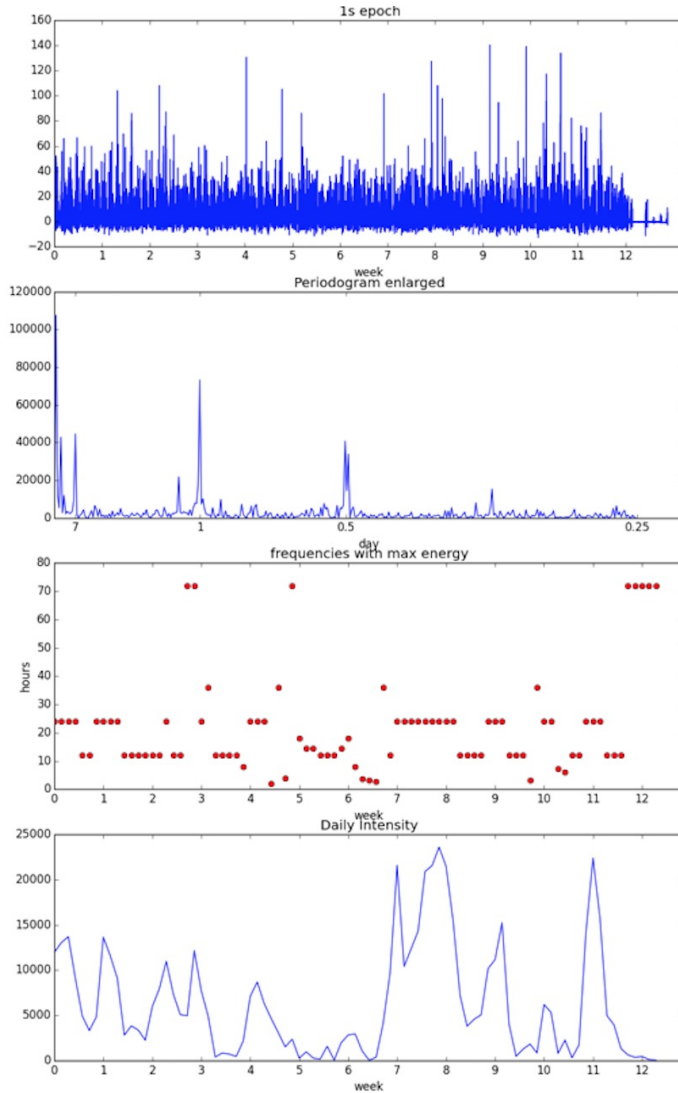 1s epoch
160
140
120
100
80
60
40
20
0
−20
0 1 2 3 4 5 6 7 8 9 10 11 12
week
Periodogram enlarged
120000
100000
80000
60000
40000
20000
0
7 1 0.5 0.25
day
frequencies with max energy
80
70
60
50
40
30
20
10
0
hours
0 1 2 3 4 5 6 7 8 9 10 11 12
week
Daily Intensity
25000
20000
15000
10000
5000
0
0 1 2 3 4 5 6 7 8 9 10 11 12
week